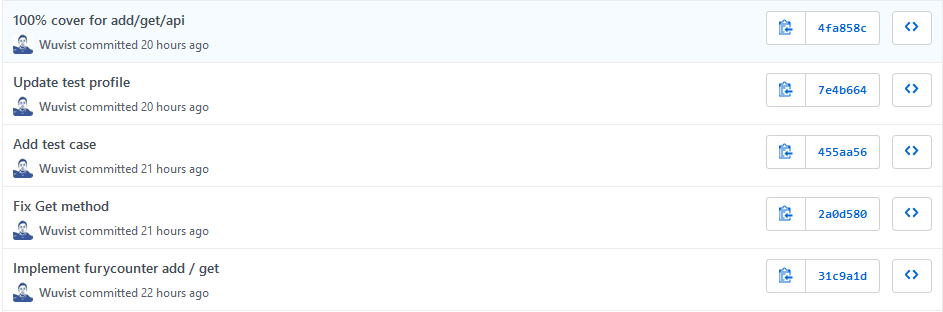 100% cover for add/get/api
Wuvist committed 20 hours ago
4fa858c
Update test profile
Wuvist committed 20 hours ago
7e4b664
Add test case
Wuvist committed 21 hours ago
455aa56
Fix Get method
Wuvist committed 21 hours ago
2a0d580
Implement furycounter add / get
Wuvist committed 22 hours ago
31c9a1d